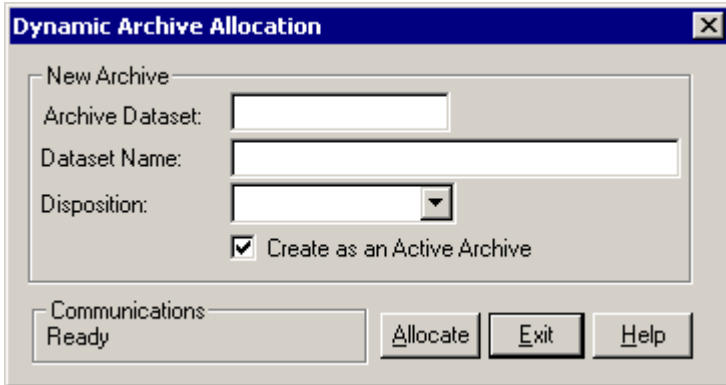 Dynamic Archive Allocation
New Archive
Archive Dataset:
Dataset Name:
Disposition:
Create as an Active Archive
Communications
Ready
Allocate Exit Help